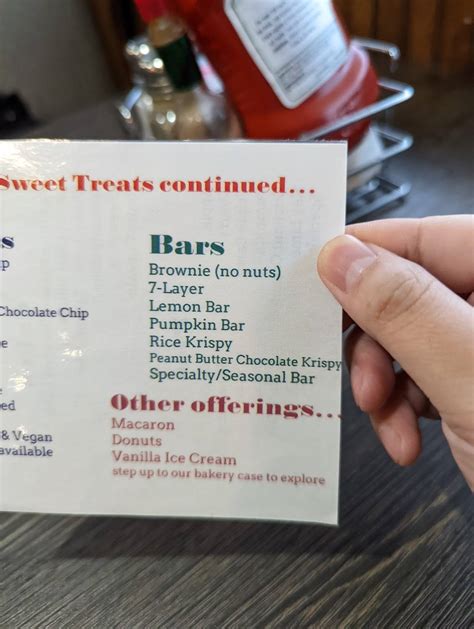 Sweet Treats continued...
s
p
Chocolate Chip
e
e
ed
& Vegan
available
Bars
Brownie (no nuts)
7-Layer
Lemon Bar
Pumpkin Bar
Rice Krispy
Peanut Butter Chocolate Krispy
Specialty/Seasonal Bar
Other offerings...
Macaron
Donuts
Vanilla Ice Cream
step up to our bakery case to explore